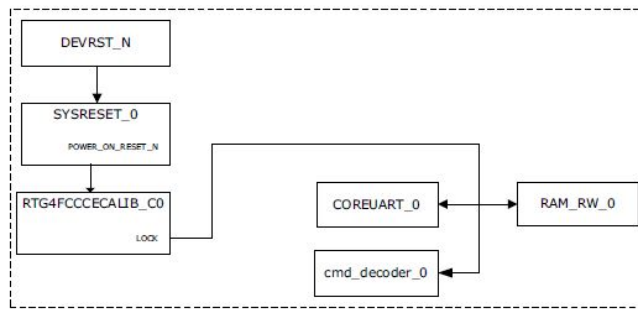 DEVRST_N
SYSRESET_0
POWER_ON_RESET_N
RTG4FCCCECALIB_C0
LOCK
COREUART_0
RAM_RW_0
cmd_decoder_0